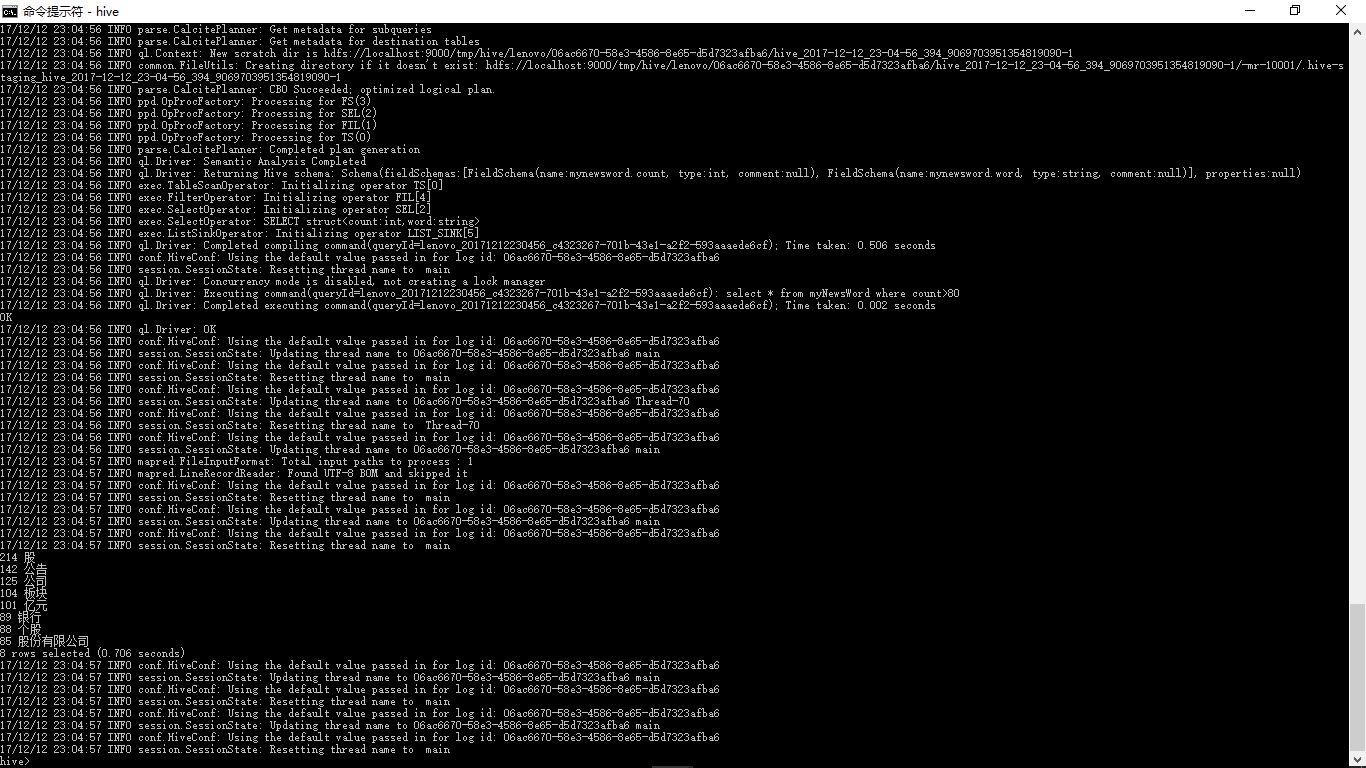 命令提示符 - hive
17/12/12 23:04:56 INFO parse.CalcitePlanner: Get metadata for subqueries
17/12/12 23:04:56 INFO parse.CalcitePlanner: Get metadata for destination tables
17/12/12 23:04:56 INFO ql.Context: New scratch dir is hdfs://localhost:9000/tmp/hive/lenovo/06ac6670-58e3-4586-8e65-d5d7323afba6/hive_2017-12-12_23-04-56_394_9069703951354819090-1
17/12/12 23:04:56 INFO common.FileUtils: Creating directory if it doesn't exist: hdfs://localhost:9000/tmp/hive/lenovo/06ac6670-58e3-4586-8e65-d5d7323afba6/hive_2017-12-12_23-04-56_394_9069703951354819090-1/-mr-10001/.hive-s
taging_hive_2017-12-12_23-04-56_394_9069703951354819090-1
17/12/12 23:04:56 INFO parse.CalcitePlanner: CBO Succeeded; optimized logical plan.
17/12/12 23:04:56 INFO ppd.OpProcFactory: Processing for FS(3)
17/12/12 23:04:56 INFO ppd.OpProcFactory: Processing for SEL(2)
17/12/12 23:04:56 INFO ppd.OpProcFactory: Processing for FIL(1)
17/12/12 23:04:56 INFO ppd.OpProcFactory: Processing for TS(0)
17/12/12 23:04:56 INFO parse.CalcitePlanner: Completed plan generation
17/12/12 23:04:56 INFO ql.Driver: Semantic Analysis Completed
17/12/12 23:04:56 INFO ql.Driver: Returning Hive schema: Schema(fieldSchemas:[FieldSchema(name:mynewsword.count, type:int, comment:null), FieldSchema(name:mynewsword.word, type:string, comment:null)], properties:null)
17/12/12 23:04:56 INFO exec.TableScanOperator: Initializing operator TS[0]
17/12/12 23:04:56 INFO exec.FilterOperator: Initializing operator FIL[4]
17/12/12 23:04:56 INFO exec.SelectOperator: Initializing operator SEL[2]
17/12/12 23:04:56 INFO exec.SelectOperator: SELECT struct<count:int,word:string>
17/12/12 23:04:56 INFO exec.ListSinkOperator: Initializing operator LIST_SINK[5]
17/12/12 23:04:56 INFO ql.Driver: Completed compiling command(queryId=lenovo_20171212230456_c4323267-701b-43e1-a2f2-593aaaede6cf); Time taken: 0.506 seconds
17/12/12 23:04:56 INFO conf.HiveConf: Using the default value passed in for log id: 06ac6670-58e3-4586-8e65-d5d7323afba6
17/12/12 23:04:56 INFO session.SessionState: Resetting thread name to  main
17/12/12 23:04:56 INFO ql.Driver: Concurrency mode is disabled, not creating a lock manager
17/12/12 23:04:56 INFO ql.Driver: Executing command(queryId=lenovo_20171212230456_c4323267-701b-43e1-a2f2-593aaaede6cf): select * from myNewsWord where count>80
17/12/12 23:04:56 INFO ql.Driver: Completed executing command(queryId=lenovo_20171212230456_c4323267-701b-43e1-a2f2-593aaaede6cf); Time taken: 0.002 seconds
OK
17/12/12 23:04:56 INFO ql.Driver: OK
17/12/12 23:04:56 INFO conf.HiveConf: Using the default value passed in for log id: 06ac6670-58e3-4586-8e65-d5d7323afba6
17/12/12 23:04:56 INFO session.SessionState: Updating thread name to 06ac6670-58e3-4586-8e65-d5d7323afba6 main
17/12/12 23:04:56 INFO conf.HiveConf: Using the default value passed in for log id: 06ac6670-58e3-4586-8e65-d5d7323afba6
17/12/12 23:04:56 INFO session.SessionState: Resetting thread name to  main
17/12/12 23:04:56 INFO conf.HiveConf: Using the default value passed in for log id: 06ac6670-58e3-4586-8e65-d5d7323afba6
17/12/12 23:04:56 INFO session.SessionState: Updating thread name to 06ac6670-58e3-4586-8e65-d5d7323afba6 Thread-70
17/12/12 23:04:56 INFO conf.HiveConf: Using the default value passed in for log id: 06ac6670-58e3-4586-8e65-d5d7323afba6
17/12/12 23:04:56 INFO session.SessionState: Resetting thread name to  Thread-70
17/12/12 23:04:56 INFO conf.HiveConf: Using the default value passed in for log id: 06ac6670-58e3-4586-8e65-d5d7323afba6
17/12/12 23:04:56 INFO session.SessionState: Updating thread name to 06ac6670-58e3-4586-8e65-d5d7323afba6 main
17/12/12 23:04:57 INFO mapred.FileInputFormat: Total input paths to process : 1
17/12/12 23:04:57 INFO mapred.LineRecordReader: Found UTF-8 BOM and skipped it
17/12/12 23:04:57 INFO conf.HiveConf: Using the default value passed in for log id: 06ac6670-58e3-4586-8e65-d5d7323afba6
17/12/12 23:04:57 INFO session.SessionState: Resetting thread name to  main
17/12/12 23:04:57 INFO conf.HiveConf: Using the default value passed in for log id: 06ac6670-58e3-4586-8e65-d5d7323afba6
17/12/12 23:04:57 INFO session.SessionState: Updating thread name to 06ac6670-58e3-4586-8e65-d5d7323afba6 main
17/12/12 23:04:57 INFO conf.HiveConf: Using the default value passed in for log id: 06ac6670-58e3-4586-8e65-d5d7323afba6
17/12/12 23:04:57 INFO session.SessionState: Resetting thread name to  main
214 股
142 公告
125 公司
104 板块
101 亿元
89 银行
88 个股
85 股份有限公司
8 rows selected (0.706 seconds)
17/12/12 23:04:57 INFO conf.HiveConf: Using the default value passed in for log id: 06ac6670-58e3-4586-8e65-d5d7323afba6
17/12/12 23:04:57 INFO session.SessionState: Updating thread name to 06ac6670-58e3-4586-8e65-d5d7323afba6 main
17/12/12 23:04:57 INFO conf.HiveConf: Using the default value passed in for log id: 06ac6670-58e3-4586-8e65-d5d7323afba6
17/12/12 23:04:57 INFO session.SessionState: Resetting thread name to  main
17/12/12 23:04:57 INFO conf.HiveConf: Using the default value passed in for log id: 06ac6670-58e3-4586-8e65-d5d7323afba6
17/12/12 23:04:57 INFO session.SessionState: Updating thread name to 06ac6670-58e3-4586-8e65-d5d7323afba6 main
17/12/12 23:04:57 INFO conf.HiveConf: Using the default value passed in for log id: 06ac6670-58e3-4586-8e65-d5d7323afba6
17/12/12 23:04:57 INFO session.SessionState: Resetting thread name to  main
hive>